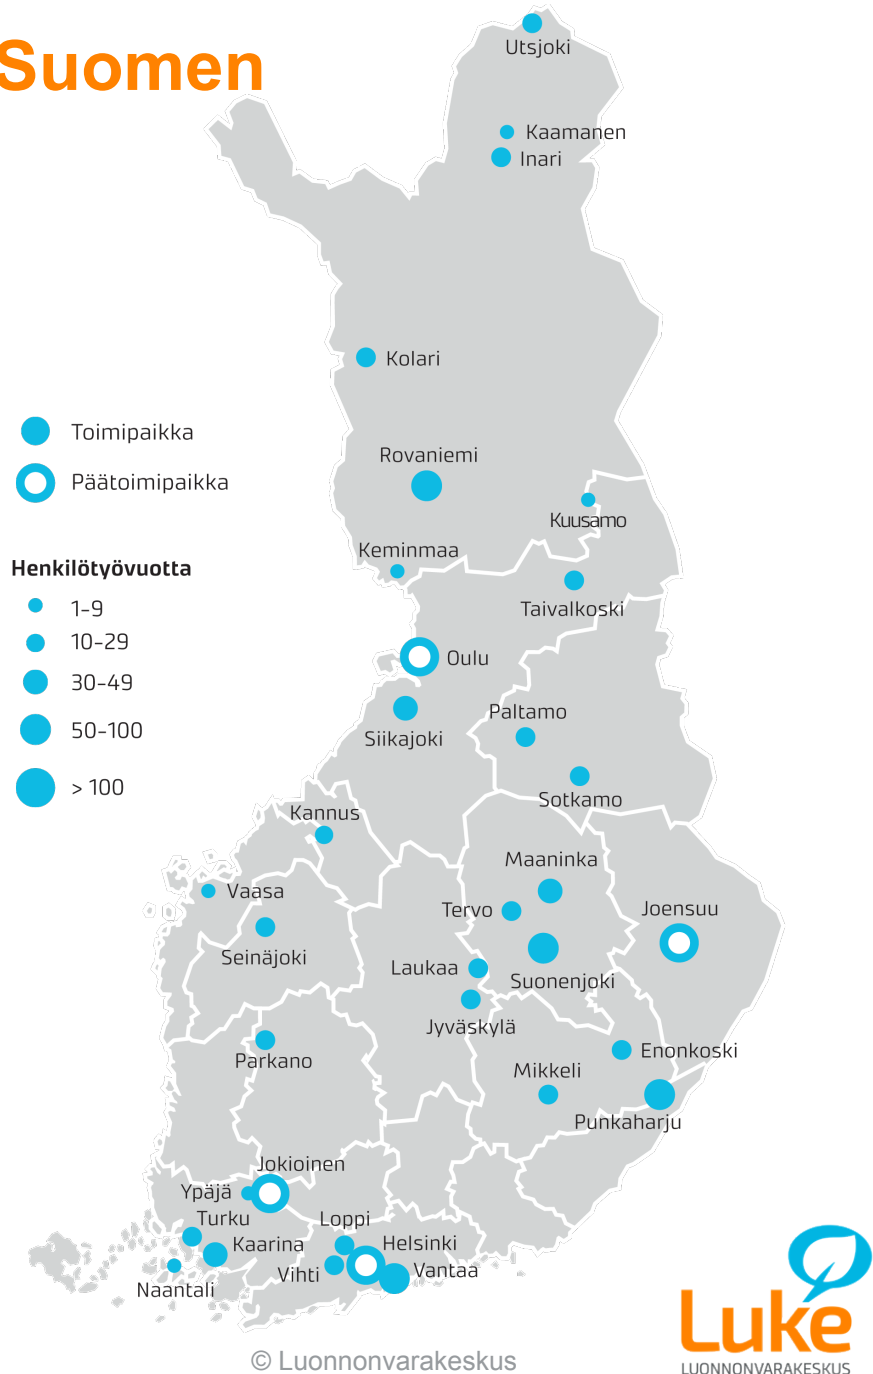 Suomen
Utsjoki
Kaamanen
Inari
Kolari
Toimipaikka
Rovaniemi
Päätoimipaikka
Kuusamo
Keminmaa
Henkilötyövuotta
1-9
10-29
30-49
50-100
> 100
Taivalkoski
Oulu
Paltamo
Siikajoki
Sotkamo
Kannus
Maaninka
Vaasa
Tervo
Joensuu
Seinäjoki
Laukaa
Suonenjoki
Jyväskylä
Enonkoski
Parkano
Mikkeli
Punkaharju
Jokioinen
Ypäjä
Turku
Loppi
Kaarina
Helsinki
Vihti
Vantaa
Naantali
Luke
LUONNONVARAKESKUS
© Luonnonvarakeskus